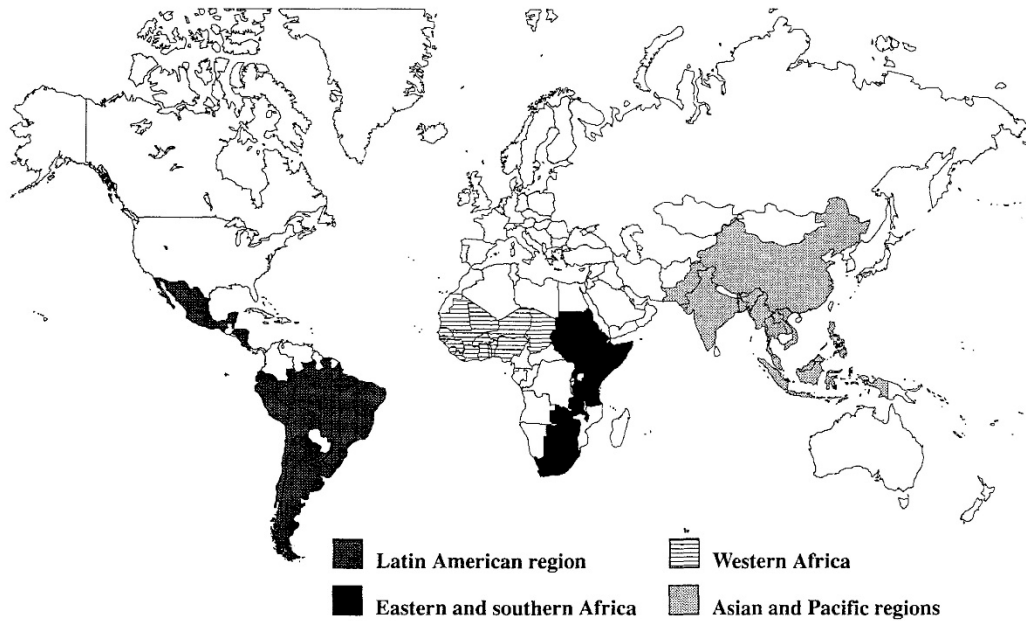 Latin American region
Western Africa
Eastern and southern Africa
Asian and Pacific regions